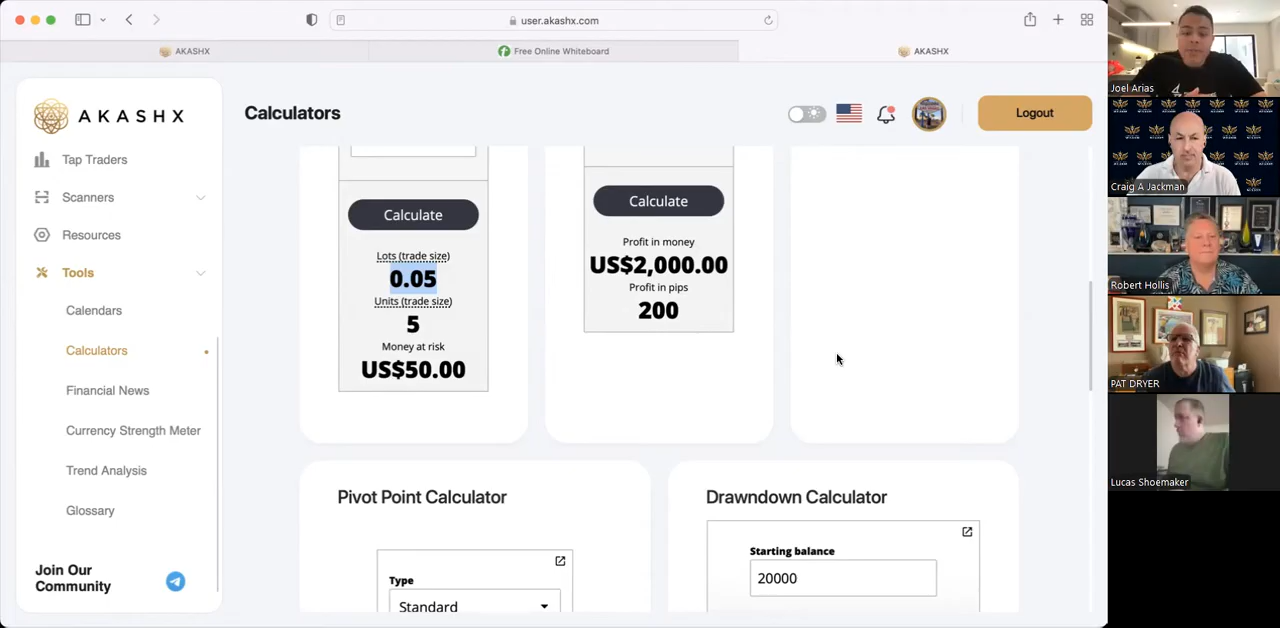 user.akashx.com
AKASHX
Free Online Whiteboard
AKASHX
AKASHX
Calculators
Logout
Tap Traders
Scanners
Resources
Tools
Calendars
Calculators
Financial News
Currency Strength Meter
Trend Analysis
Glossary
Join Our
Community
Calculate
Lots (trade size)
0.05
Units (trade size)
5
Money at risk
US$50.00
Calculate
Profit in money
US$2,000.00
Profit in pips
200
Pivot Point Calculator
Type
Standard
Drawndown Calculator
Starting balance
20000
Joel Arias
Craig A Jackman
Robert Hollis
PAT DRYER
Lucas Shoemaker